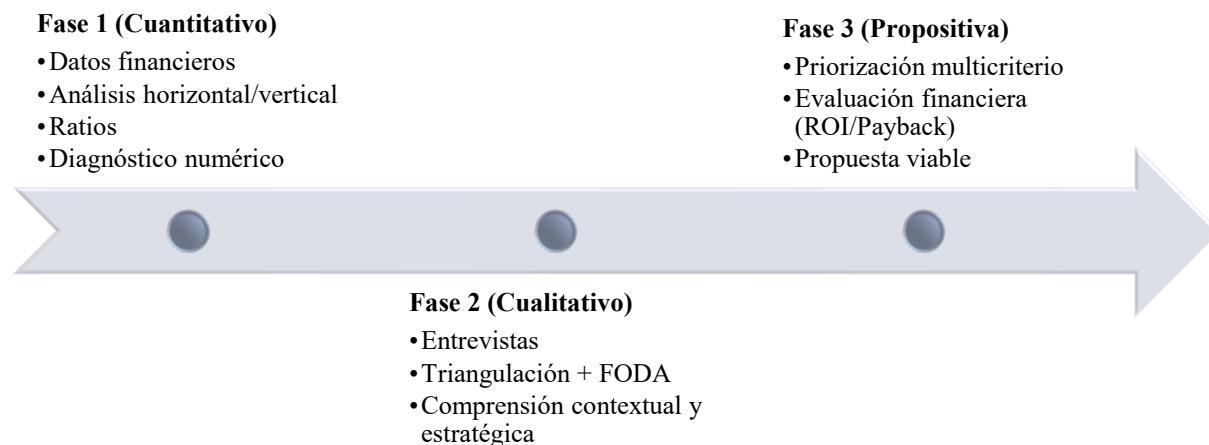 Fase 1 (Cuantitativo)
•Datos financieros
•Análisis horizontal/vertical
•Ratios
•Diagnóstico numérico
Fase 2 (Cualitativo)
•Entrevistas
•Triangulación + FODA
•Comprensión contextual y
estratégica
Fase 3 (Propositiva)
•Priorización multicriterio
•Evaluación financiera
(ROI/Payback)
•Propuesta viable